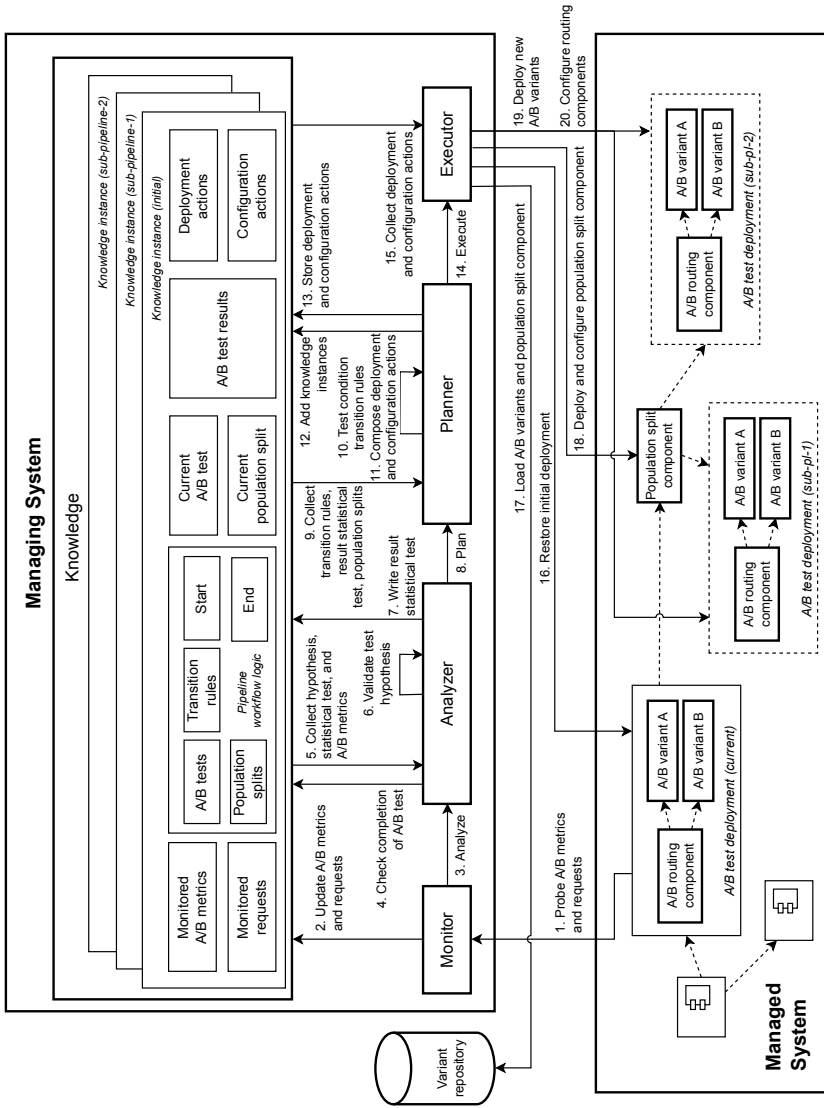 Managing System
Knowledge
Knowledge instance (sub-pipeline-2)
Knowledge instance (sub-pipeline-1)
Knowledge instance (initial)
Monitored
A/B metrics
Monitored
requests
A/B tests
Transition
rules
Start
Population
splits
Pipeline
workflow logic
End
Current
A/B test
Current
population split
A/B test results
Deployment
actions
Configuration
actions
2. Update A/B metrics
and requests
4. Check completion
of A/B test
5. Collect hypothesis,
statistical test, and
A/B metrics
6. Validate test
hypothesis
7. Write result
statistical test
9. Collect
transition rules,
result statistical
test, population splits
12. Add knowledge
instances
10. Test condition
transition rules
11. Compose deployment
and configuration actions
13. Store deployment
and configuration actions
15. Collect deployment
and configuration actions
Monitor
3. Analyze
Analyzer
8. Plan
Planner
14. Execute
Executor
Variant
repository
1. Probe A/B metrics
and requests
16. Restore initial deployment
17. Load A/B variants and population split component
18. Deploy and configure population split component
19. Deploy new
A/B variants
20. Configure routing
components
Managed
System
A/B routing
component
A/B variant A
A/B variant B
A/B test deployment (current)
Population split
component
A/B routing
component
A/B variant A
A/B variant B
A/B test deployment (sub-pl-1)
A/B routing
component
A/B variant A
A/B variant B
A/B test deployment (sub-pl-2)